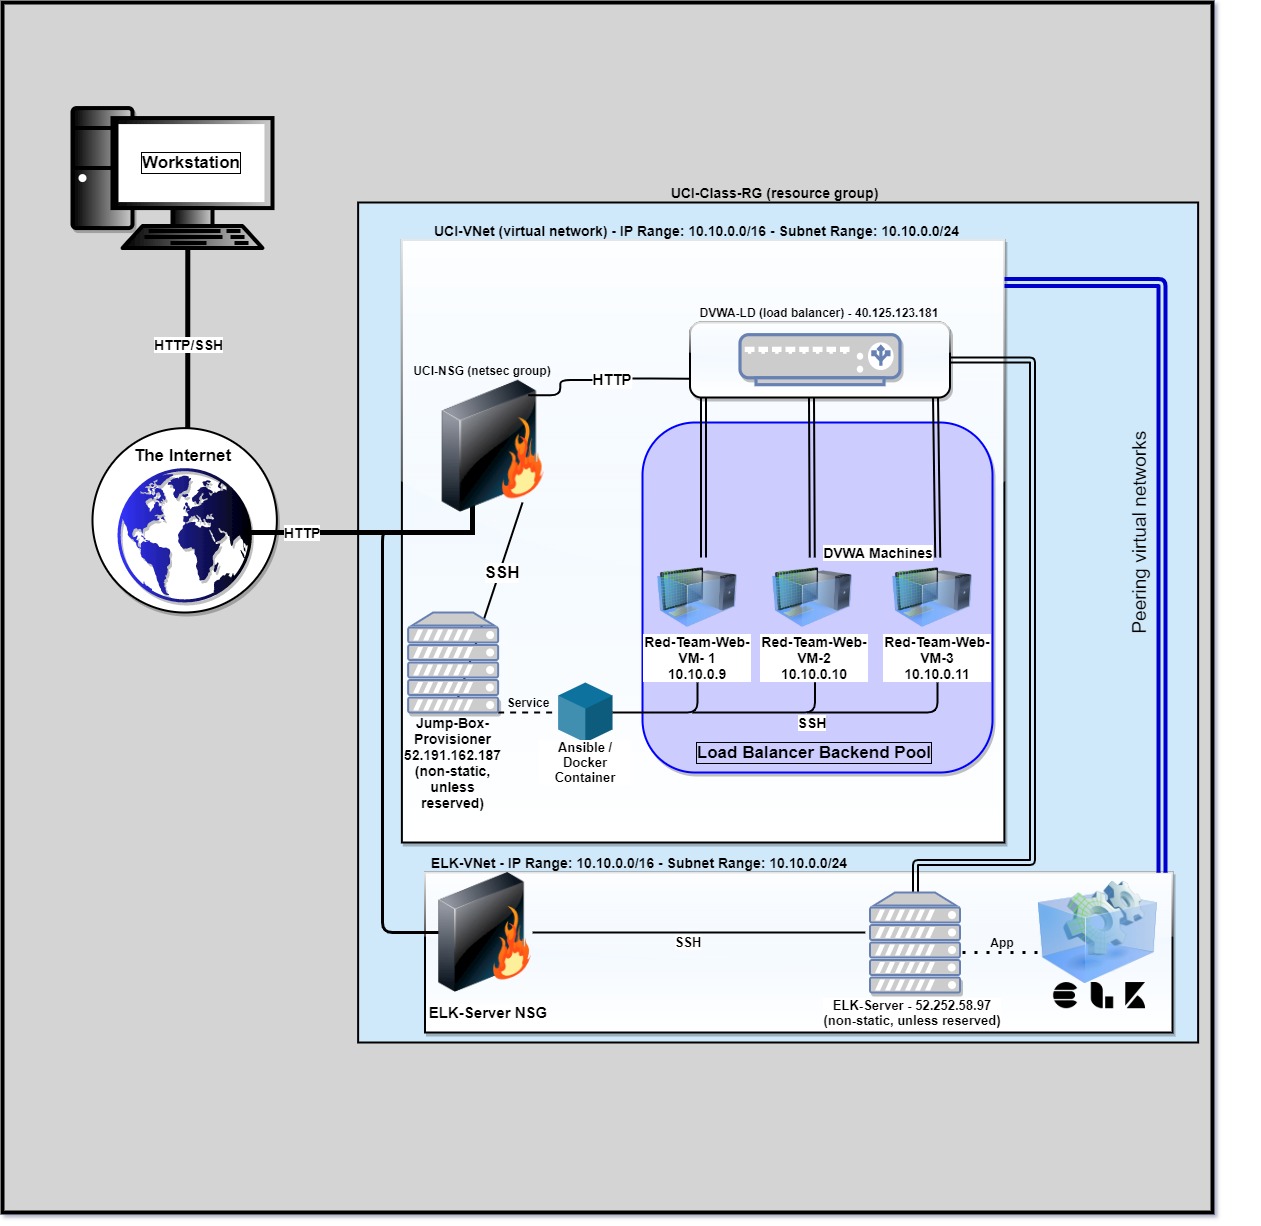 Workstation
HTTP/SSH
The Internet
HTTP
UCI-Class-RG (resource group)
UCI-VNet (virtual network) - IP Range: 10.10.0.0/16 - Subnet Range: 10.10.0.0/24
DVWA-LD (load balancer) - 40.125.123.181
UCI-NSG (netsec group)
HTTP
SSH
DVWA Machines
Red-Team-Web-
VM- 1
10.10.0.9
Red-Team-Web-
VM-2
10.10.0.10
Red-Team-Web-
VM-3
10.10.0.11
SSH
Load Balancer Backend Pool
Service
Jump-Box-
Provisioner
52.191.162.187
(non-static,
unless
reserved)
Ansible /
Docker
Container
Peering virtual networks
ELK-VNet - IP Range: 10.10.0.0/16 - Subnet Range: 10.10.0.0/24
SSH
App
ELK-Server NSG
ELK-Server - 52.252.58.97
(non-static, unless reserved)
ELK